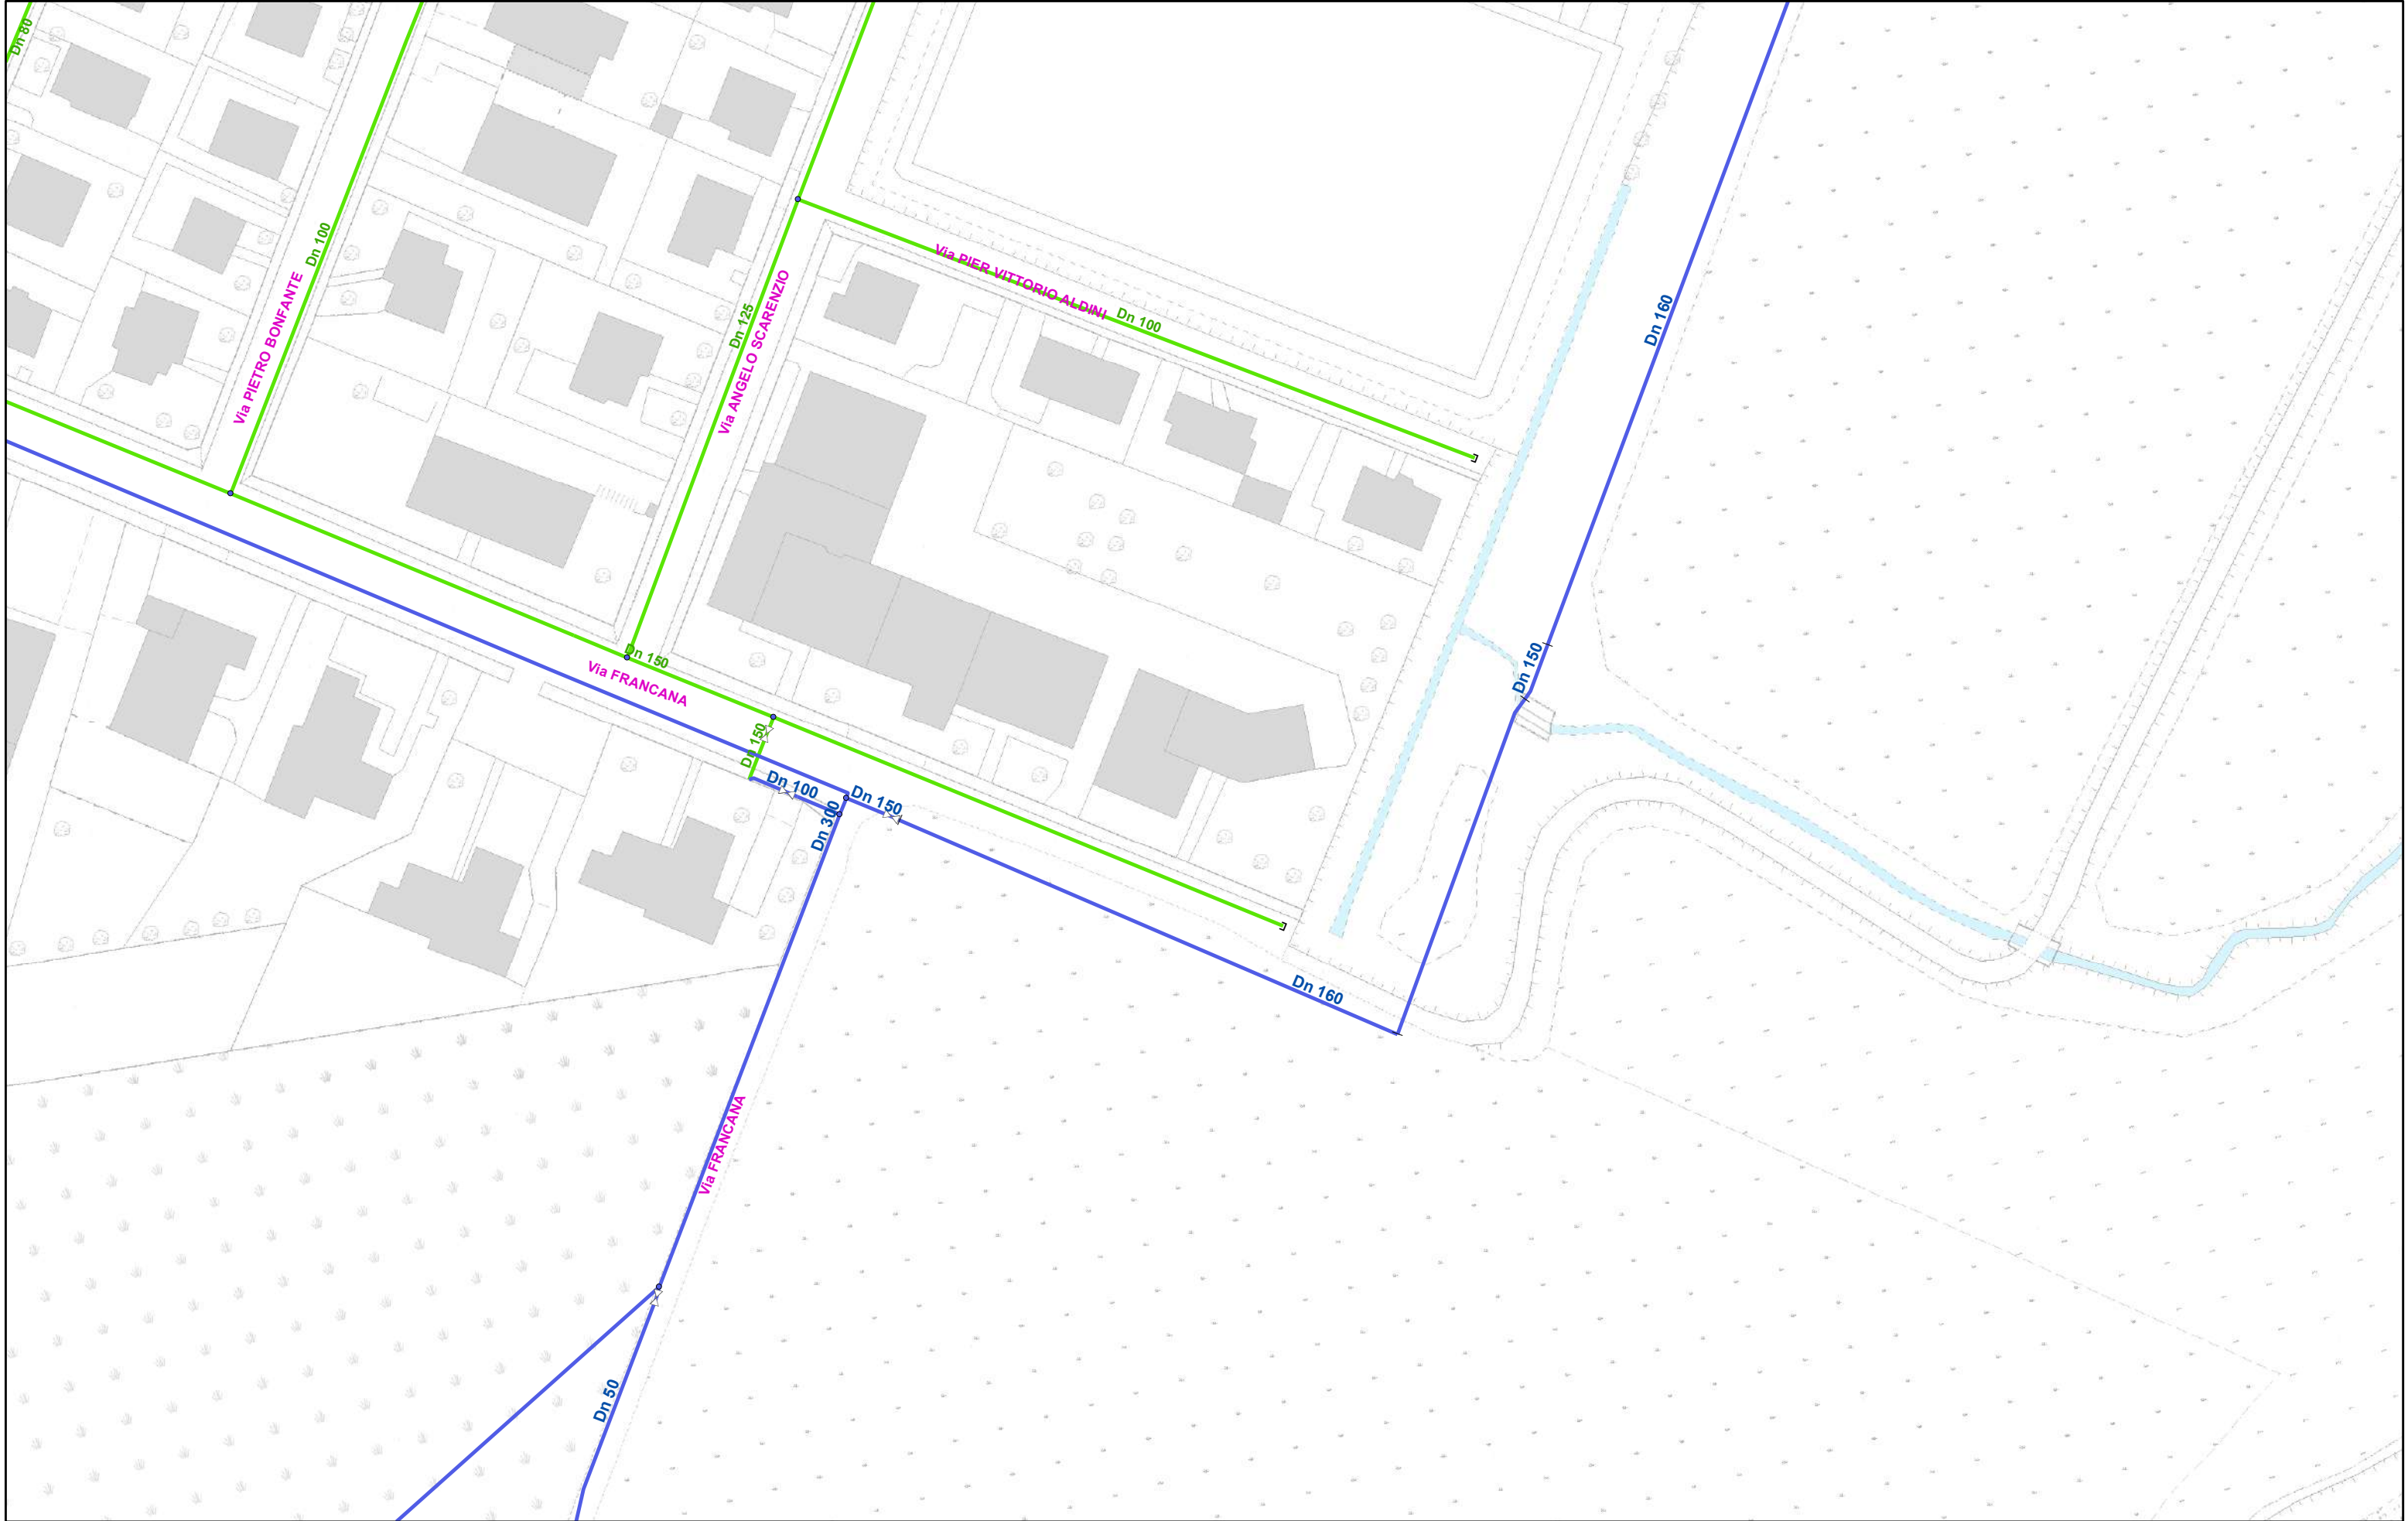 Dn 80
Dn 100
Via PIETRO BONFANTE
Via PIER VITTORIO ALDINI
Dn 100
Dn 125
Via ANGELO SCARENZIO
Dn 160
Dn 150
Via FRANCANA
Dn 150
Dn 150
Dn 100
Dn 150
Dn 300
Dn 160
Via FRANCANA
Dn 50